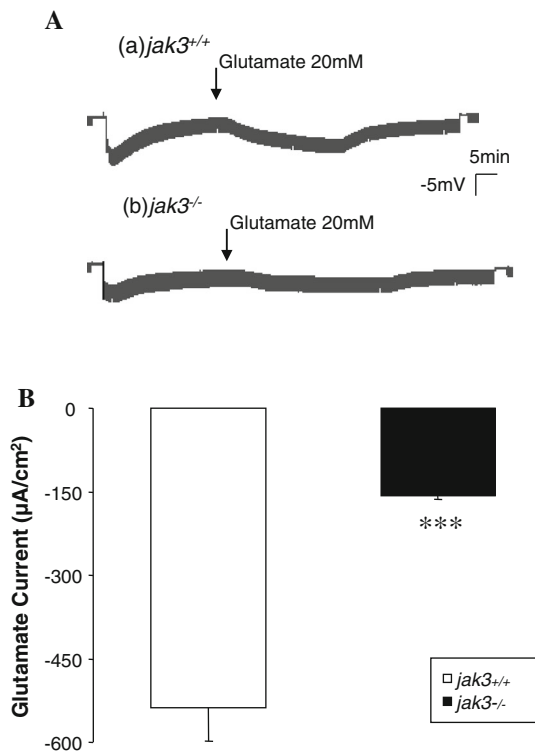 A
(a)jak3+/+
Glutamate 20mM
5min
-5mV
(b)jak3-/-
Glutamate 20mM
B
Glutamate Current (µA/cm²)
0
-150
-300
-450
-600
***
jak3+/+
jak3-/-